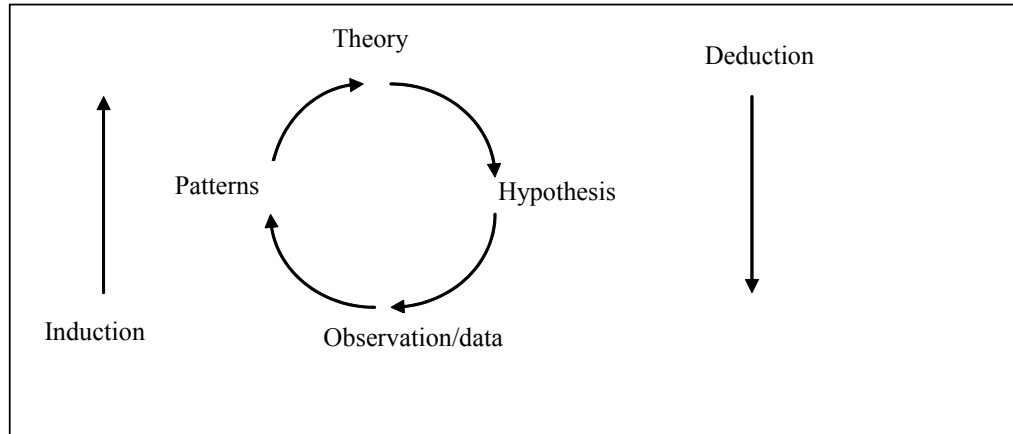 Theory
Deduction
Patterns
Hypothesis
Induction
Observation/data